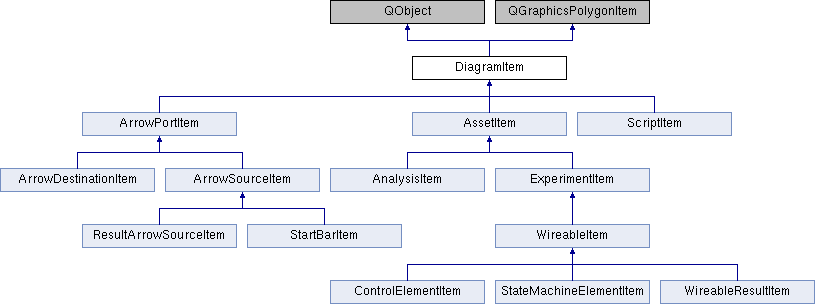 QObject
QGraphicsPolygonItem
DiagramItem
ArrowPortItem
AssetItem
ScriptItem
ArrowDestinationItem
ArrowSourceItem
AnalysisItem
ExperimentItem
ResultArrowSourceItem
StartBarItem
WireableItem
ControlElementItem
StateMachineElementItem
WireableResultItem